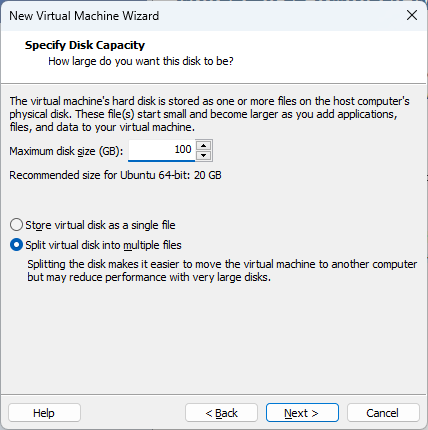 New Virtual Machine Wizard
Specify Disk Capacity
How large do you want this disk to be?
The virtual machine's hard disk is stored as one or more files on the host computer's
physical disk. These file(s) start small and become larger as you add applications,
files, and data to your virtual machine.
Maximum disk size (GB): 100
Recommended size for Ubuntu 64-bit: 20 GB
Store virtual disk as a single file
Split virtual disk into multiple files
Splitting the disk makes it easier to move the virtual machine to another computer
but may reduce performance with very large disks.
Help < Back Next > Cancel